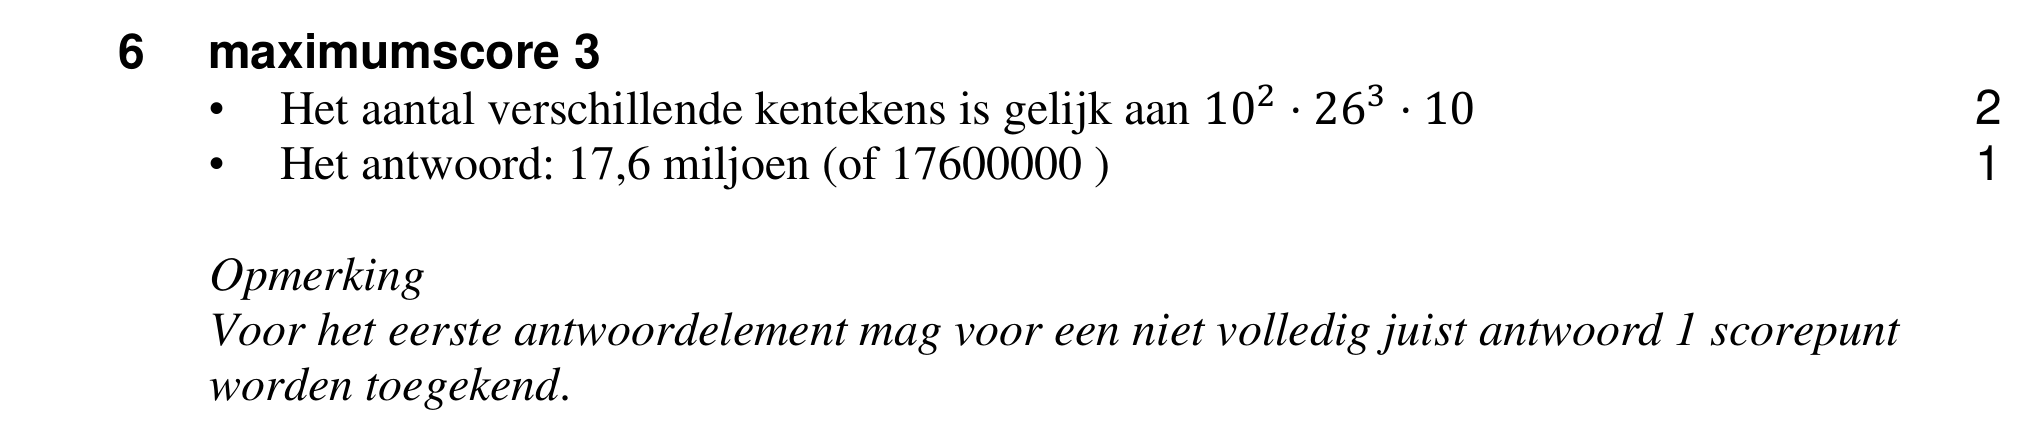 6 maximumscore 3
• Het aantal verschillende kentekens is gelijk aan 10² · 26³ · 10 2
• Het antwoord: 17,6 miljoen (of 17600000 ) 1
Opmerking
Voor het eerste antwoordelement mag voor een niet volledig juist antwoord 1 scorepunt
worden toegekend.